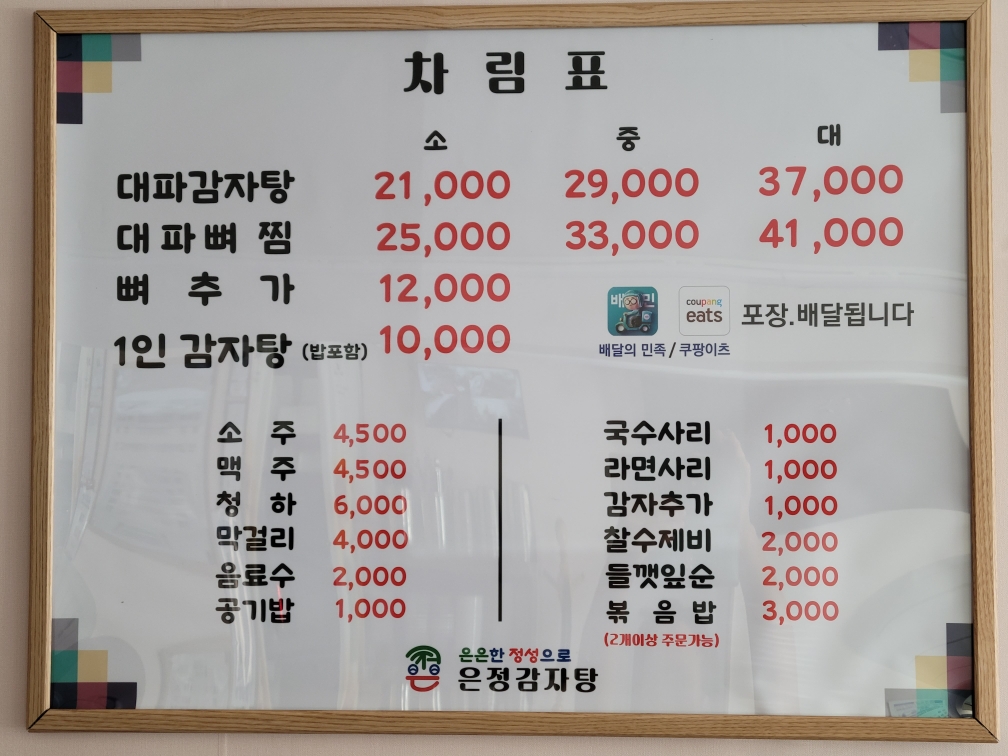 차림표
소 중 대
대파감자탕 21,000 29,000 37,000
대파뼈찜 25,000 33,000 41,000
뼈추가 12,000
1인 감자탕 (밥포함) 10,000
배민 coupang eats 포장.배달됩니다
배달의 민족 / 쿠팡이츠
소주 4,500
맥주 4,500
청하 6,000
막걸리 4,000
음료수 2,000
공기밥 1,000
국수사리 1,000
라면사리 1,000
감자추가 1,000
찰수제비 2,000
들깻잎순 2,000
볶음밥 3,000
(2개이상 주문가능)
은은한 정성으로
은정감자탕